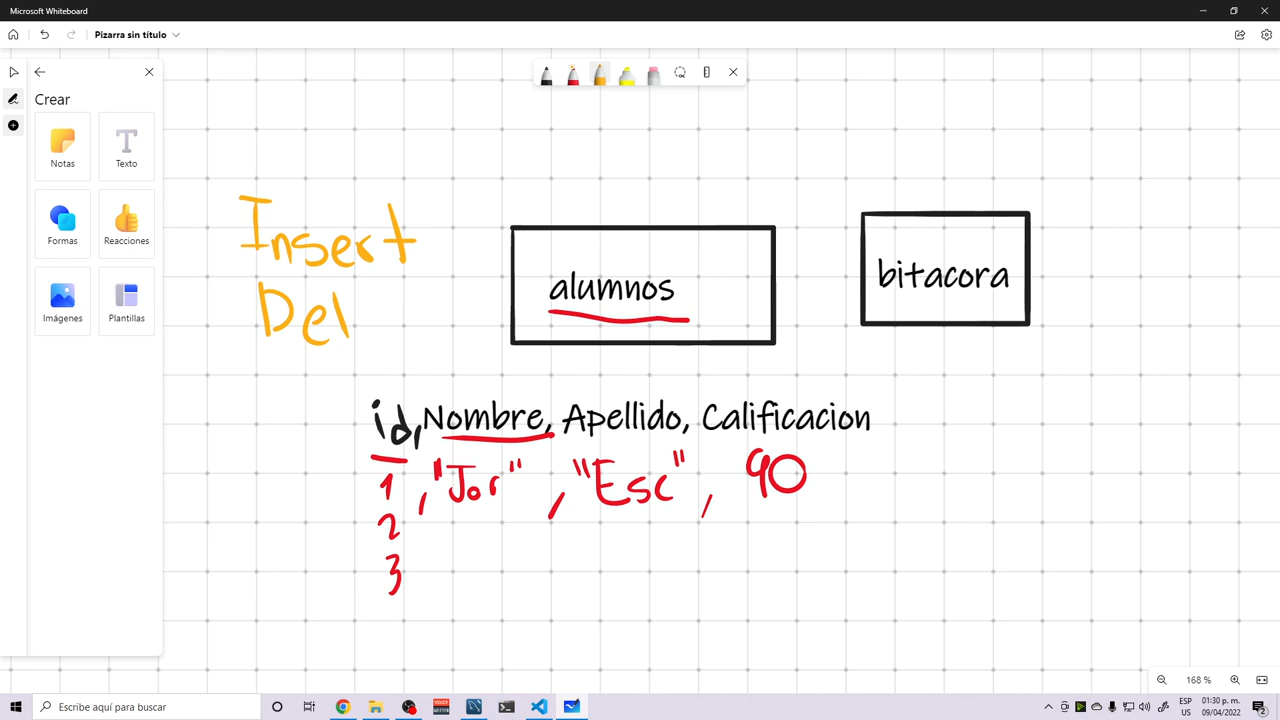 Microsoft Whiteboard
Pizarra sin título
Crear
Notas
Texto
Formas
Reacciones
Imágenes
Plantillas
Insert
Del
alumnos
bitacora
id, Nombre, Apellido, Calificacion
1, "Jor", "Esc", 90
2
3
168 %
Escribe aquí para buscar
ESP
US
01:30 p. m.
09/04/2022
2